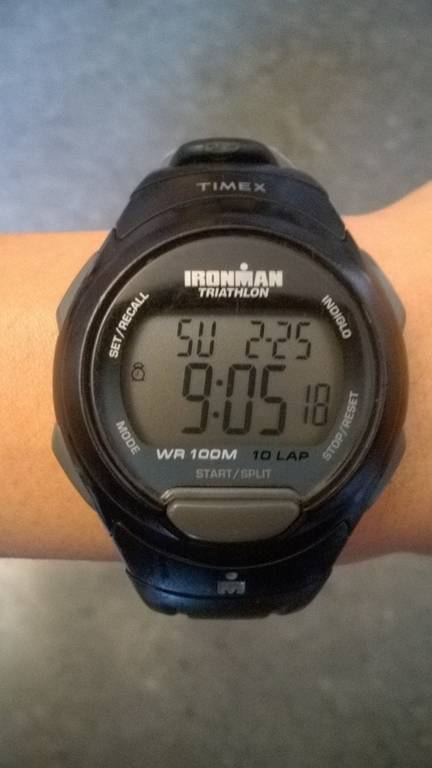 TIMEX
IRONMAN
TRIATHLON
SET/RECALL
INDIGLO
SU 2-25
9:05 18
MODE
STOP/RESET
WR 100M 10 LAP
START/SPLIT